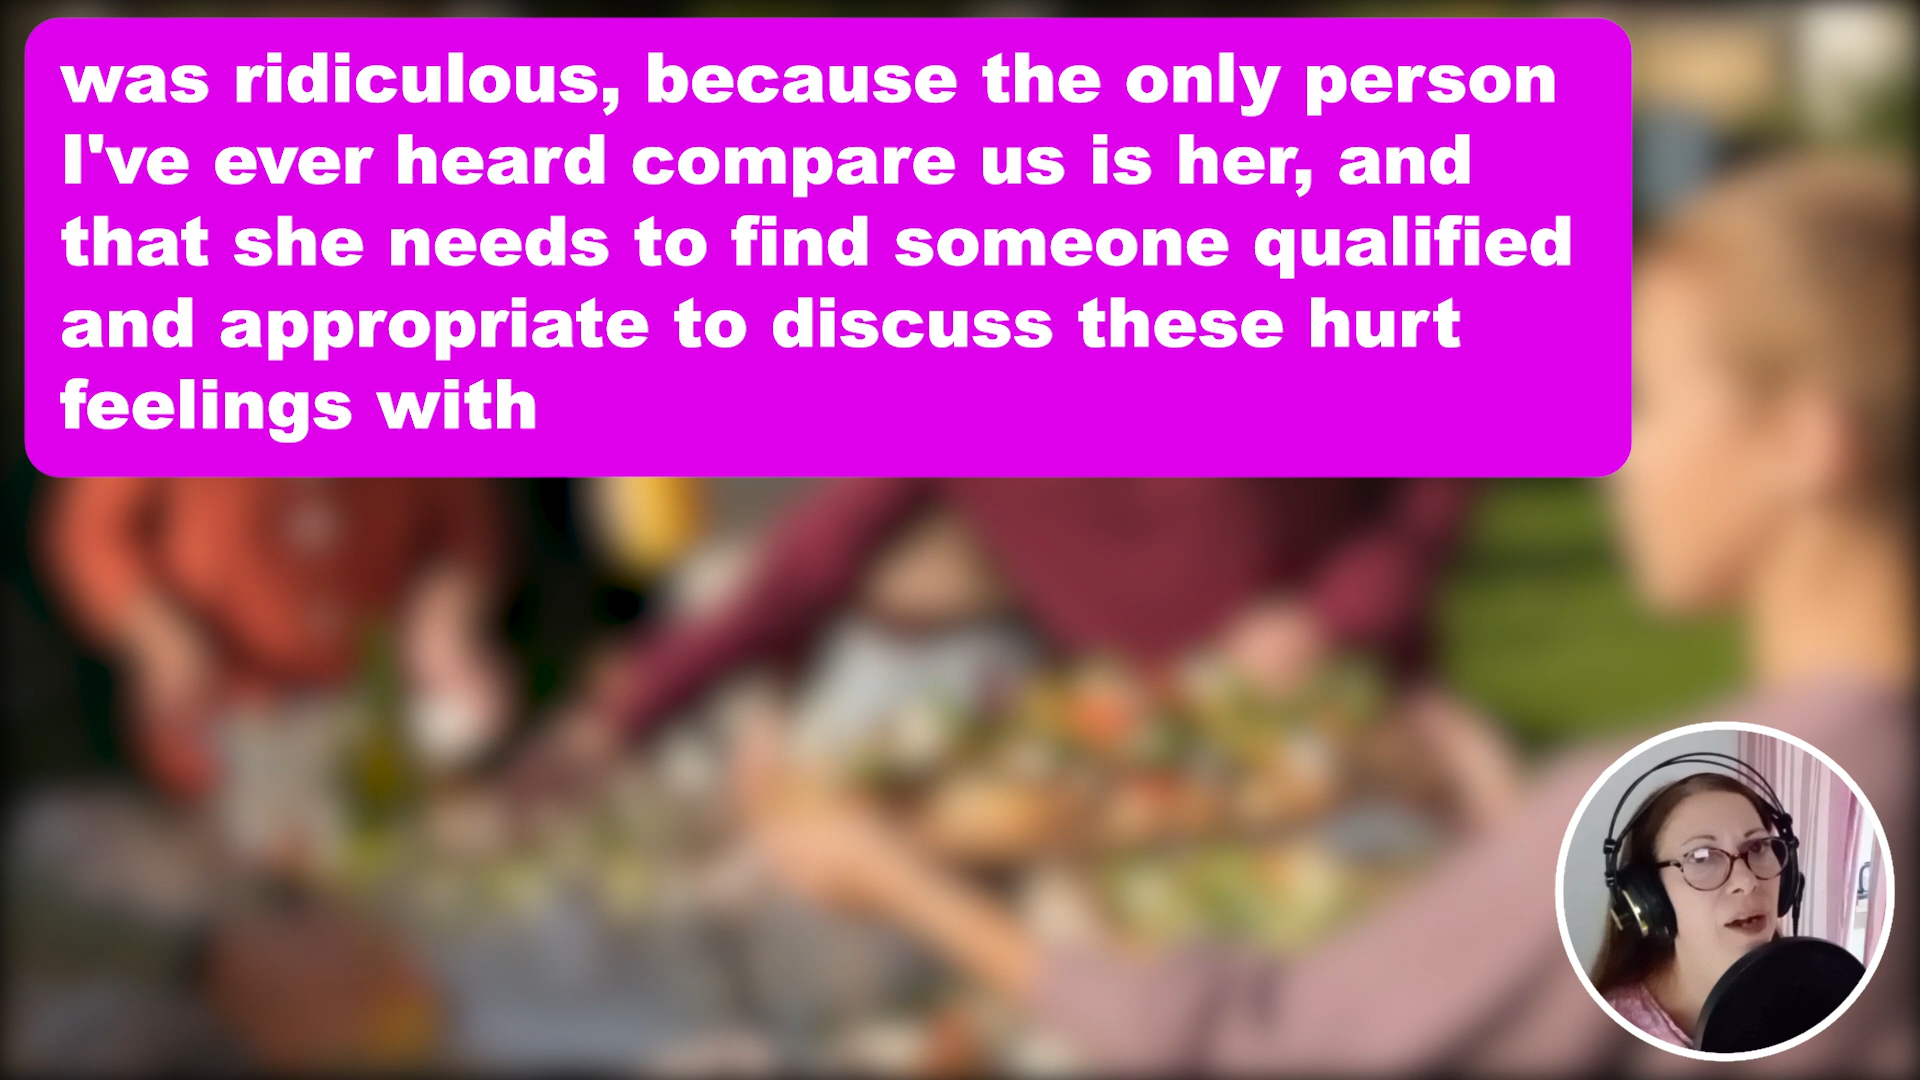 was ridiculous, because the only person
I've ever heard compare us is her, and
that she needs to find someone qualified
and appropriate to discuss these hurt
feelings with